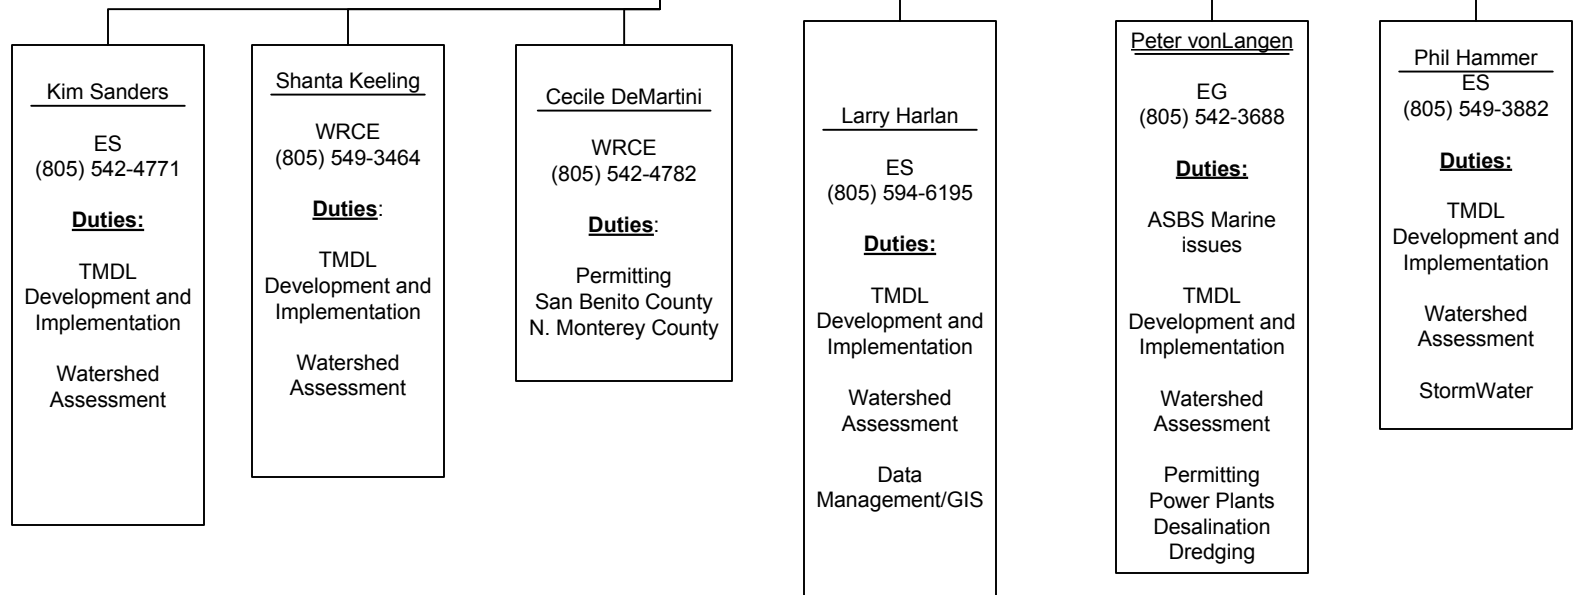 Kim Sanders
ES
(805) 542-4771
Duties:
TMDL
Development and
Implementation
Watershed
Assessment
Shanta Keeling
WRCE
(805) 549-3464
Duties:
TMDL
Development and
Implementation
Watershed
Assessment
Cecile DeMartini
WRCE
(805) 542-4782
Duties:
Permitting
San Benito County
N. Monterey County
Larry Harlan
ES
(805) 594-6195
Duties:
TMDL
Development and
Implementation
Watershed
Assessment
Data
Management/GIS
Peter vonLangen
EG
(805) 542-3688
Duties:
ASBS Marine
issues
TMDL
Development and
Implementation
Watershed
Assessment
Permitting
Power Plants
Desalination
Dredging
Phil Hammer
ES
(805) 549-3882
Duties:
TMDL
Development and
Implementation
Watershed
Assessment
StormWater